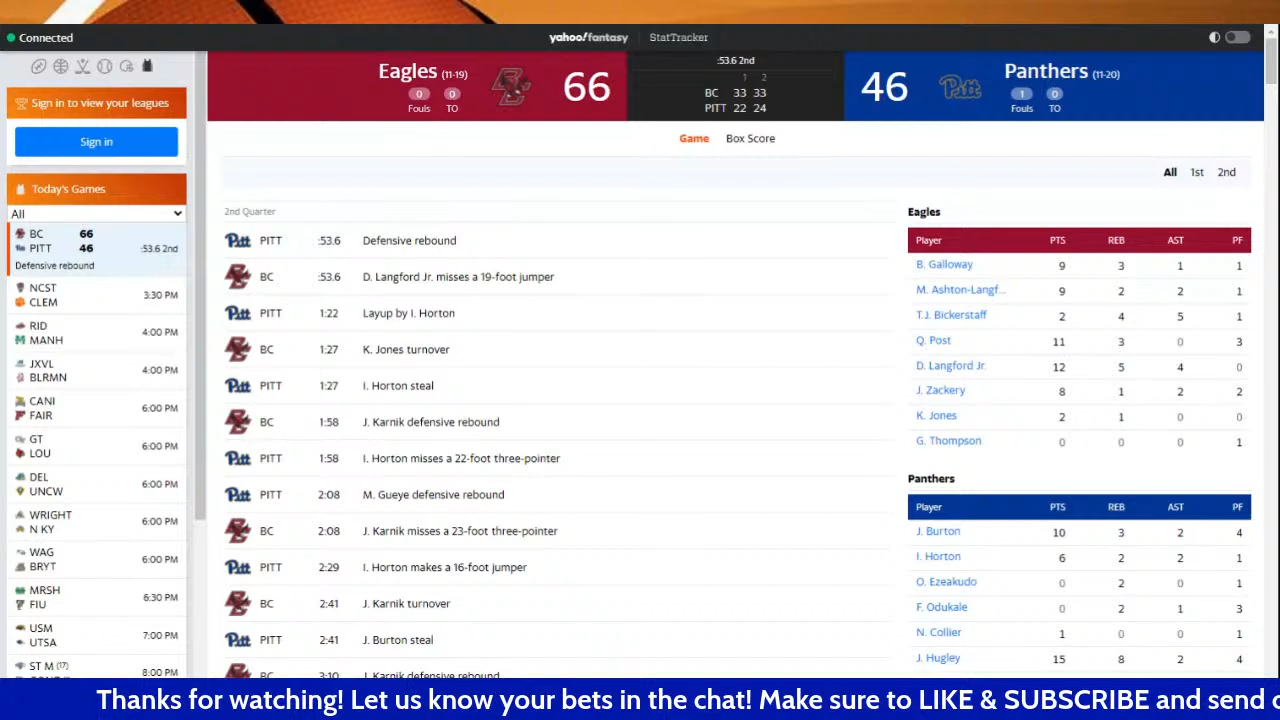 Connected
yahoo!fantasy StatTracker
Sign in to view your leagues
Sign in
Today's Games
All
BC 66
PITT 46 :53.6 2nd
Defensive rebound
NCST
CLEM 3:30 PM
RID
MANH 4:00 PM
JXVL
BLRMN 4:00 PM
CANI
FAIR 6:00 PM
GT
LOU 6:00 PM
DEL
UNCW 6:00 PM
WRIGHT
N KY 6:00 PM
WAG
BRYT 6:00 PM
MRSH
FIU 6:30 PM
USM
UTSA 7:00 PM
ST M (17)
8:00 PM
Eagles (11-19) 66
0 0
Fouls TO
:53.6 2nd
1 2
BC 33 33
PITT 22 24
46 Pitt Panthers (11-20)
1 0
Fouls TO
Game Box Score
All 1st 2nd
2nd Quarter
Pitt PITT :53.6 Defensive rebound
BC :53.6 D. Langford Jr. misses a 19-foot jumper
Pitt PITT 1:22 Layup by I. Horton
BC 1:27 K. Jones turnover
Pitt PITT 1:27 I. Horton steal
BC 1:58 J. Karnik defensive rebound
Pitt PITT 1:58 I. Horton misses a 22-foot three-pointer
Pitt PITT 2:08 M. Gueye defensive rebound
BC 2:08 J. Karnik misses a 23-foot three-pointer
Pitt PITT 2:29 I. Horton makes a 16-foot jumper
BC 2:41 J. Karnik turnover
Pitt PITT 2:41 J. Burton steal
BC 3:10 J. Karnik defensive rebound
Eagles
Player PTS REB AST PF
B. Galloway 9 3 1 1
M. Ashton-Langf... 9 2 2 1
T.J. Bickerstaff 2 4 5 1
Q. Post 11 3 0 3
D. Langford Jr. 12 5 4 0
J. Zackery 8 1 2 2
K. Jones 2 1 0 0
G. Thompson 0 0 0 1
Panthers
Player PTS REB AST PF
J. Burton 10 3 2 4
I. Horton 6 2 2 1
O. Ezeakudo 0 2 0 1
F. Odukale 0 2 1 3
N. Collier 1 0 0 1
J. Hugley 15 8 2 4
Thanks for watching! Let us know your bets in the chat! Make sure to LIKE & SUBSCRIBE and send